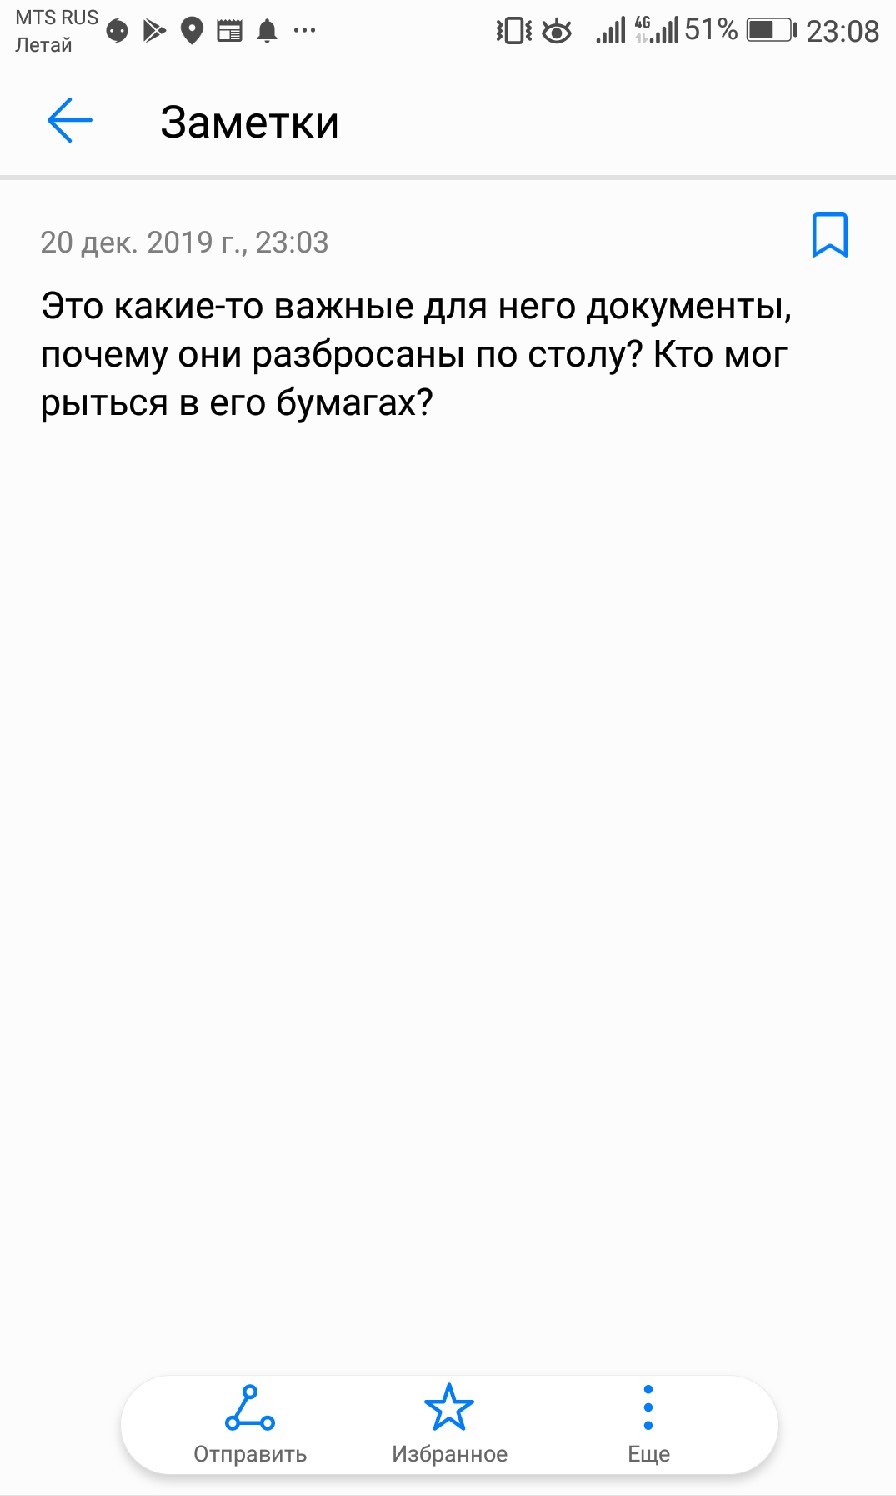 MTS RUS
Летай
4G
51%
23:08
Заметки
20 дек. 2019 г., 23:03
Это какие-то важные для него документы,
почему они разбросаны по столу? Кто мог
рыться в его бумагах?
Отправить
Избранное
Еще